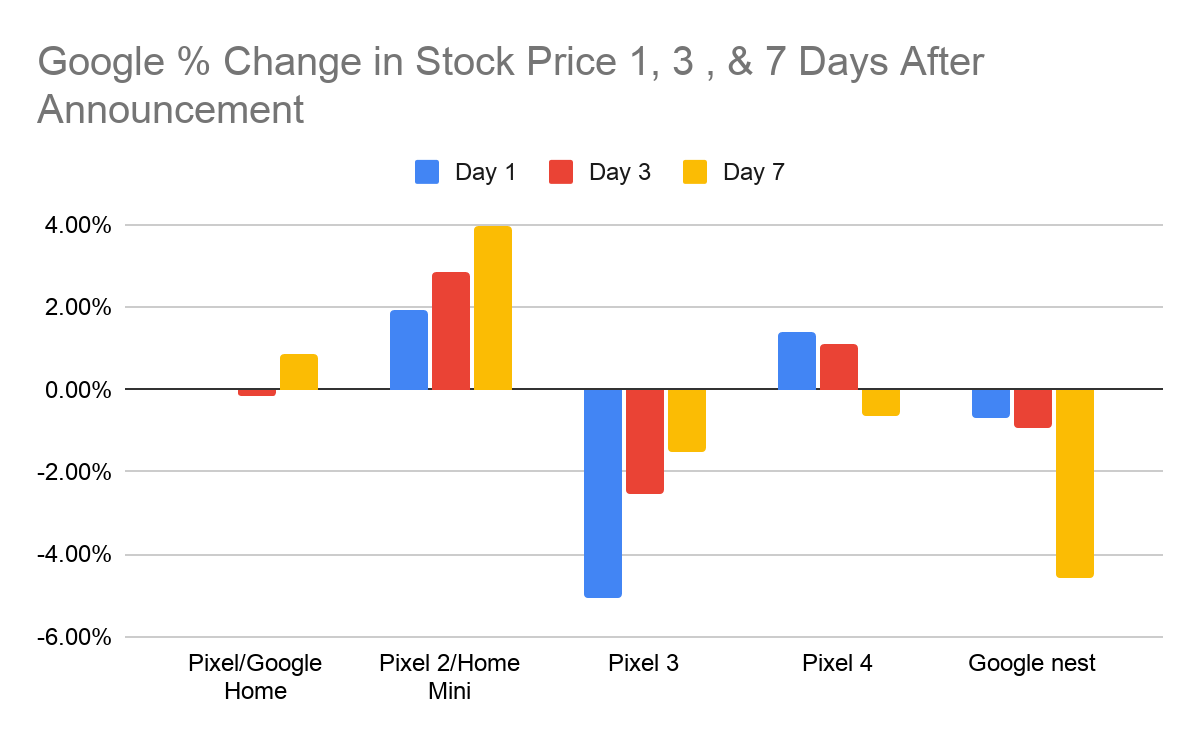 Google % Change in Stock Price 1, 3 , & 7 Days After
Announcement
Day 1 Day 3 Day 7
4.00%
2.00%
0.00%
-2.00%
-4.00%
-6.00%
Pixel/Google
Home
Pixel 2/Home
Mini
Pixel 3
Pixel 4
Google nest